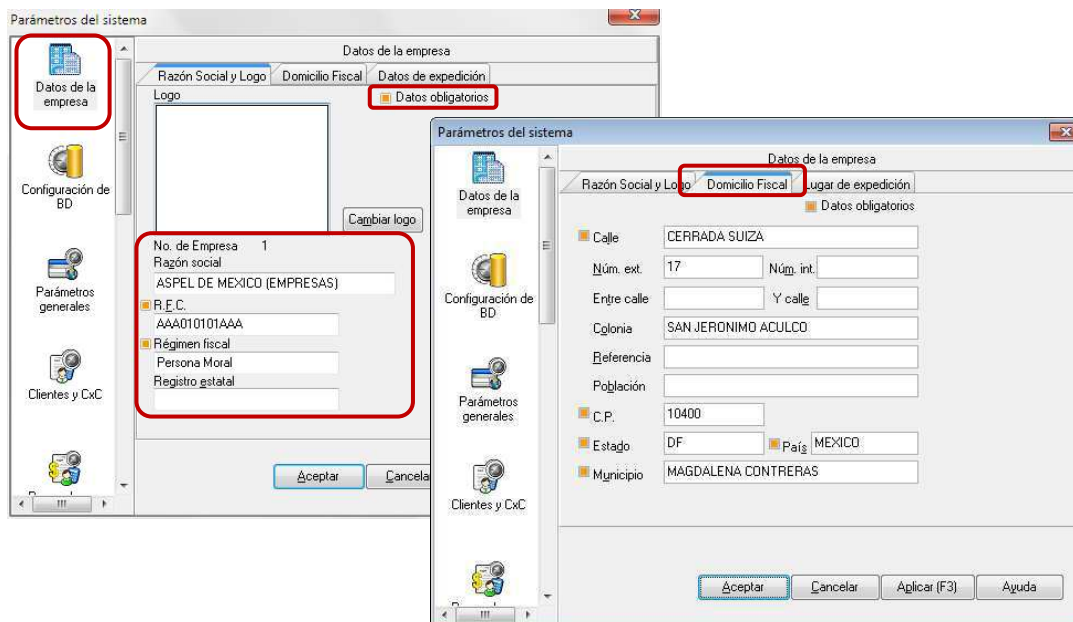 Parámetros del sistema
Datos de la empresa
Datos de la
empresa
Razón Social y Logo Domicilio Fiscal Datos de expedición
Logo
Datos obligatorios
Configuración de
BD
Cambiar logo
No. de Empresa 1
Razón social
ASPEL DE MEXICO (EMPRESAS)
R.F.C.
AAA010101AAA
Régimen fiscal
Persona Moral
Registro estatal
Parámetros
generales
Clientes y CxC
Aceptar Cancela
Parámetros del sistema
Datos de la empresa
Datos de la
empresa
Razón Social y Logo Domicilio Fiscal Lugar de expedición
Datos obligatorios
Calle CERRADA SUIZA
Núm. ext. 17 Núm. int.
Entre calle Y calle
Colonia SAN JERONIMO ACULCO
Referencia
Población
C.P. 10400
Estado DF País MEXICO
Municipio MAGDALENA CONTRERAS
Configuración de
BD
Parámetros
generales
Clientes y CxC
Aceptar Cancelar Aplicar (F3) Ayuda